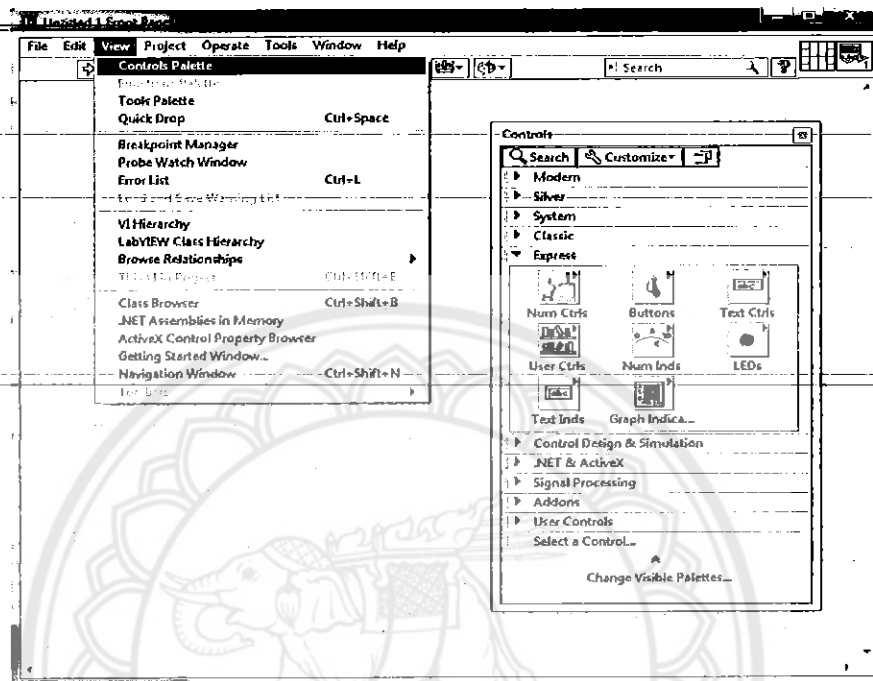 Untitled 1 Front Panel
File Edit View Project Operate Tools Window Help
Search
Controls Palette
Tools Palette
Quick Drop Ctrl+Space
Breakpoint Manager
Probe Watch Window
Error List Ctrl+L
VI Hierarchy
LabVIEW Class Hierarchy
Browse Relationships
Ctrl+Shift+E
Class Browser Ctrl+Shift+B
.NET Assemblies in Memory
ActiveX Control Property Browser
Getting Started Window...
Navigation Window Ctrl+Shift+N
Controls
Search Customize
Modern
Silver
System
Classic
Express
Num Ctrls Buttons Text Ctrls
User Ctrls Num Inds LEDs
Text Inds Graph Indica...
Control Design & Simulation
.NET & ActiveX
Signal Processing
Addons
User Controls
Select a Control...
Change Visible Palettes...